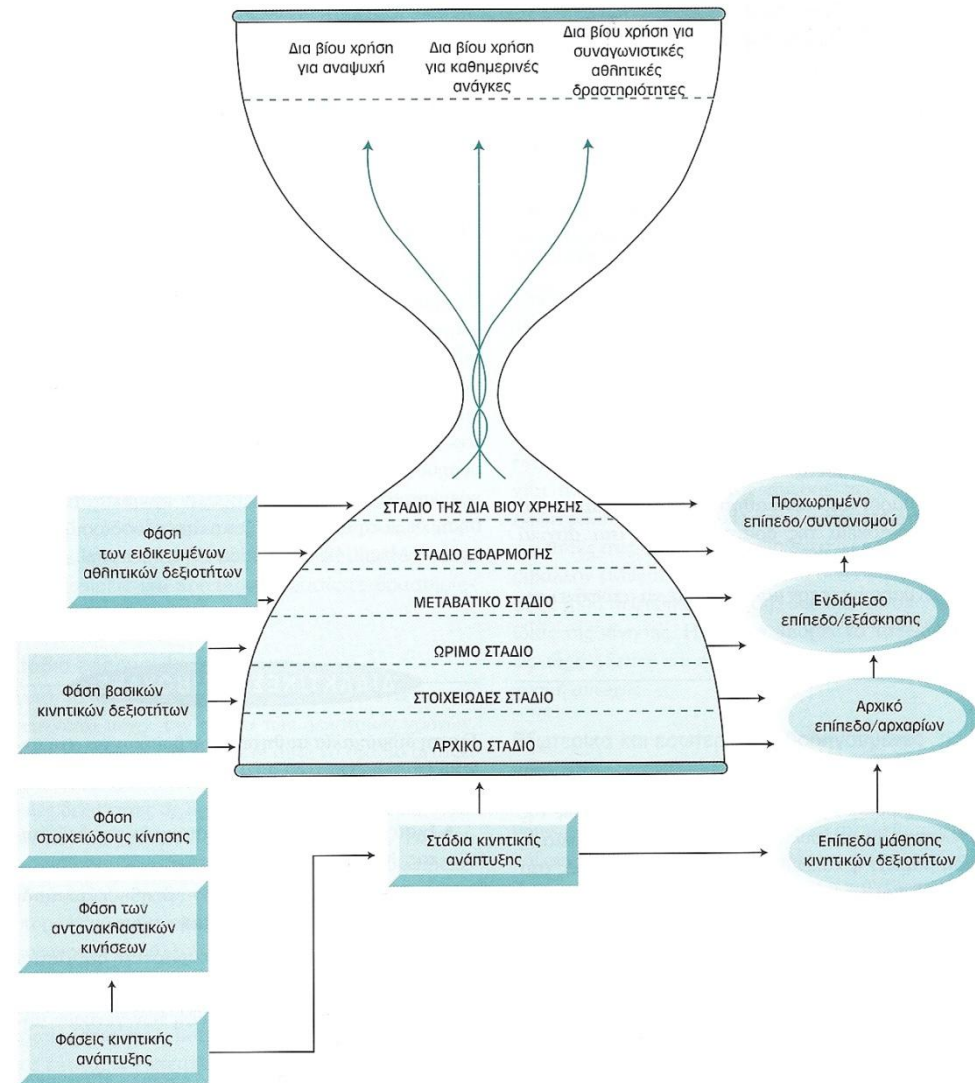 Δια βίου χρήση
για αναψυχή
Δια βίου χρήση
για καθημερινές
ανάγκες
Δια βίου χρήση για
συναγωνιστικές
αθλητικές
δραστηριότητες
ΣΤΑΔΙΟ ΤΗΣ ΔΙΑ ΒΙΟΥ ΧΡΗΣΗΣ
ΣΤΑΔΙΟ ΕΦΑΡΜΟΓΗΣ
ΜΕΤΑΒΑΤΙΚΟ ΣΤΑΔΙΟ
ΩΡΙΜΟ ΣΤΑΔΙΟ
ΣΤΟΙΧΕΙΩΔΕΣ ΣΤΑΔΙΟ
ΑΡΧΙΚΟ ΣΤΑΔΙΟ
Φάση
των ειδικευμένων
αθλητικών δεξιοτήτων
Φάση βασικών
κινητικών δεξιοτήτων
Φάση
στοιχειώδους κίνησης
Φάση των
αντανακλαστικών
κινήσεων
Φάσεις κινητικής
ανάπτυξης
Στάδια κινητικής
ανάπτυξης
Προχωρημένο
επίπεδο/συντονισμού
Ενδιάμεσο
επίπεδο/εξάσκησης
Αρχικό
επίπεδο/αρχαρίων
Επίπεδα μάθησης
κινητικών δεξιοτήτων